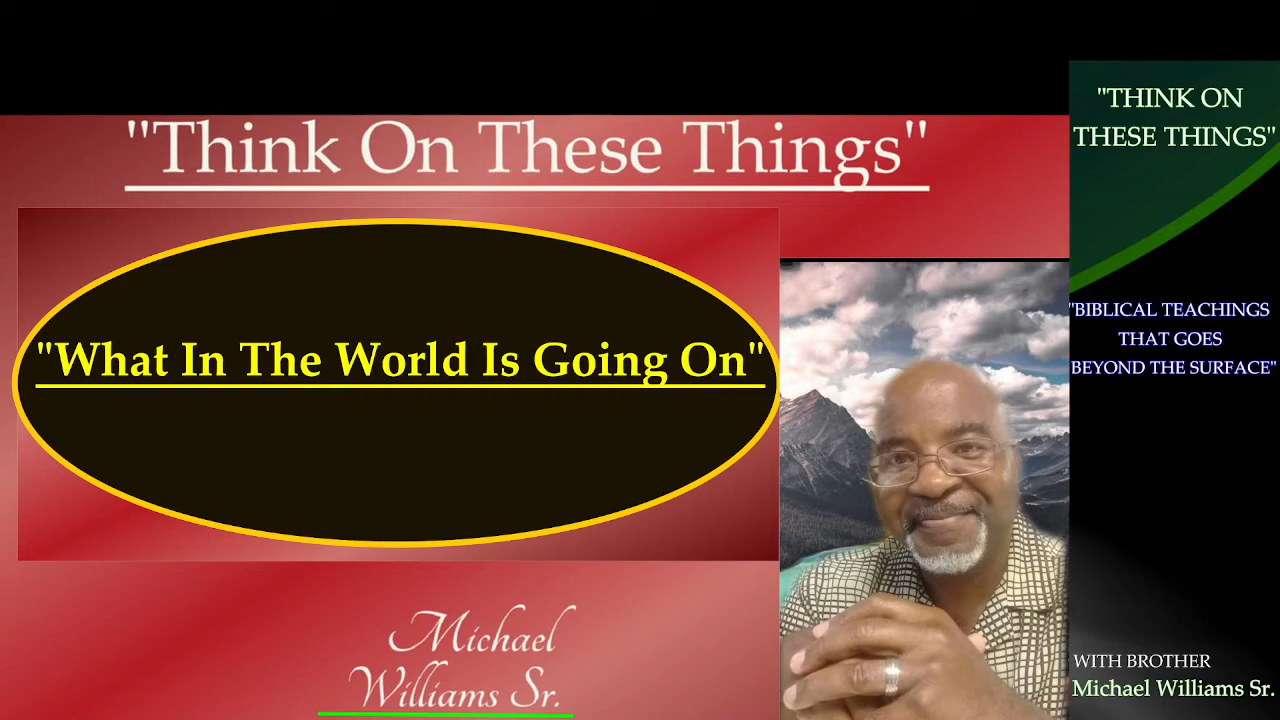 "Think On These Things"
"What In The World Is Going On"
Michael
Williams Sr.
"THINK ON
THESE THINGS"
"BIBLICAL TEACHINGS
THAT GOES
BEYOND THE SURFACE"
WITH BROTHER
Michael Williams Sr.